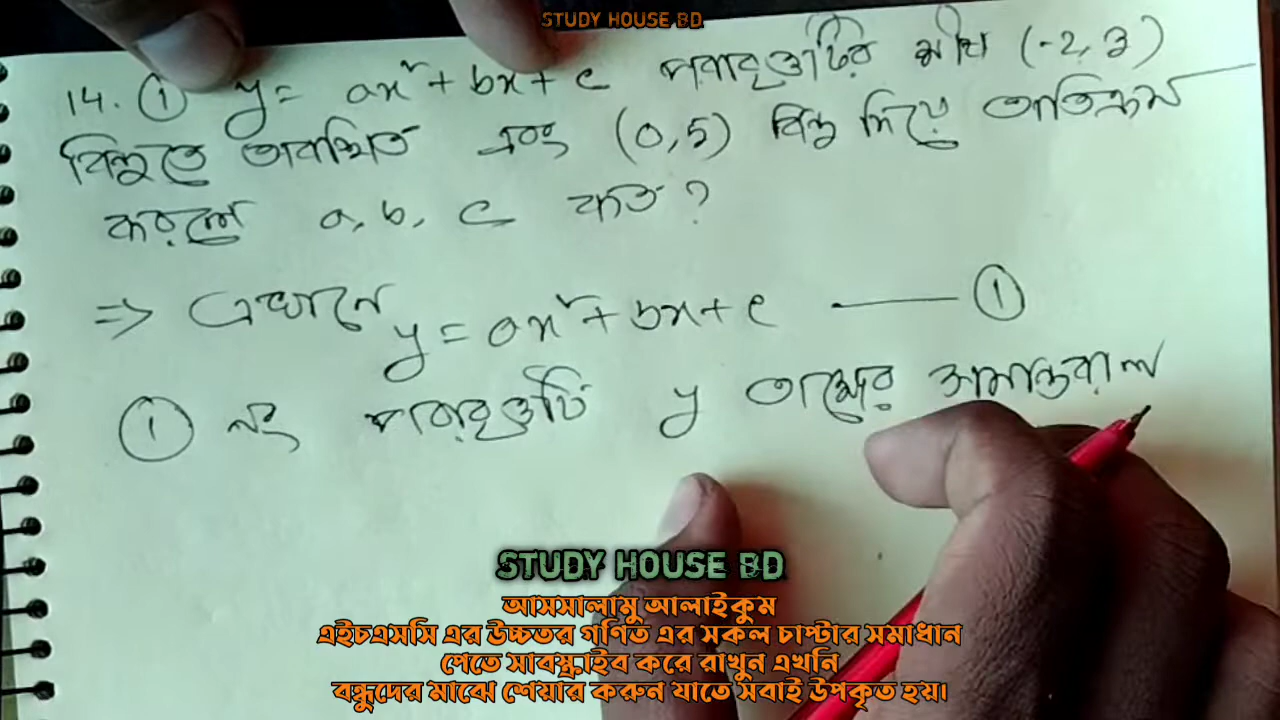 STUDY HOUSE BD
14. ① y = ax² + bx + c পরাবৃত্তটির শীর্ষ (-2, 3)
বিন্দুতে অবস্থিত এবং (0, 5) বিন্দু দিয়ে অতিক্রম
করলে a, b, c কত ?
⇒ এখানে y = ax² + bx + c —— ①
① নং পরাবৃত্তটি y অক্ষের সমান্তরাল
STUDY HOUSE BD
আসসালামু আলাইকুম
এইচএসসি এর উচ্চতর গণিত এর সকল চাপ্টার সমাধান
পেতে সাবস্ক্রাইব করে রাখুন এখনি
বন্ধুদের মাঝে শেয়ার করুন যাতে সবাই উপকৃত হয়।